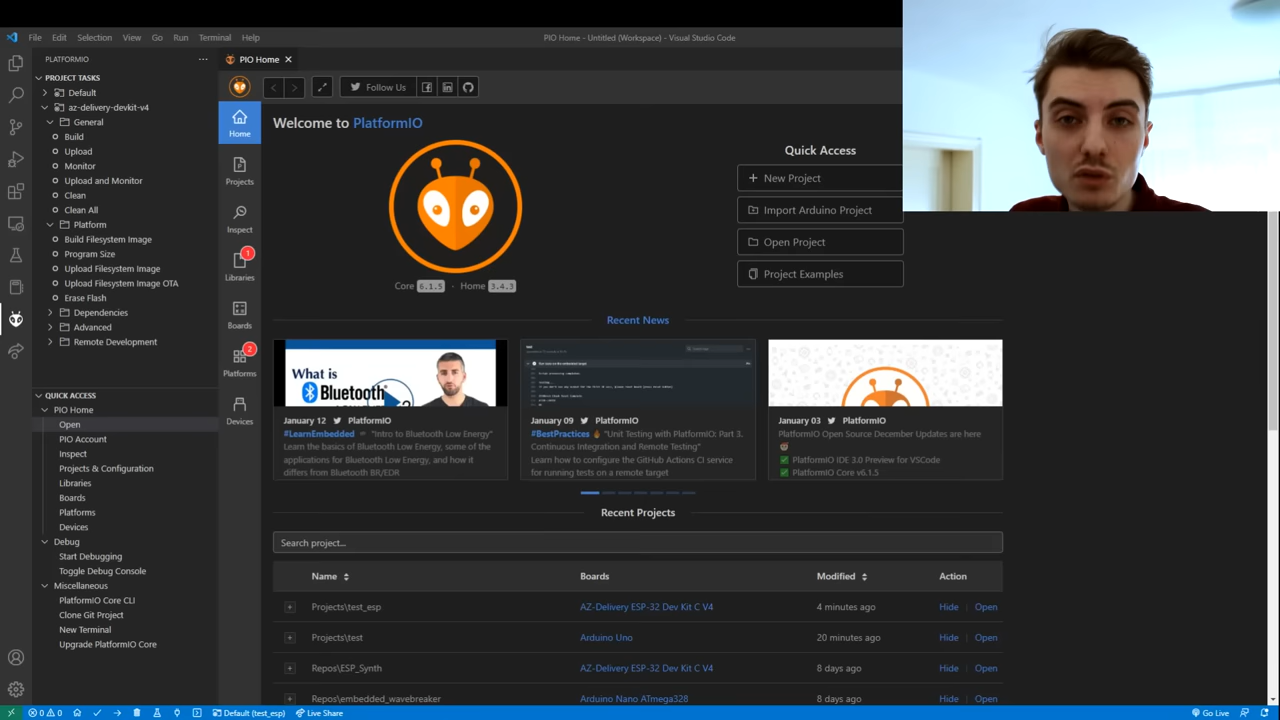 File Edit Selection View Go Run Terminal Help
PIO Home - Untitled (Workspace) - Visual Studio Code
PLATFORMIO
PROJECT TASKS
Default
az-delivery-devkit-v4
General
Build
Upload
Monitor
Upload and Monitor
Clean
Clean All
Platform
Build Filesystem Image
Program Size
Upload Filesystem Image
Upload Filesystem Image OTA
Erase Flash
Dependencies
Advanced
Remote Development
QUICK ACCESS
PIO Home
Open
PIO Account
Inspect
Projects & Configuration
Libraries
Boards
Platforms
Devices
Debug
Start Debugging
Toggle Debug Console
Miscellaneous
PlatformIO Core CLI
Clone Git Project
New Terminal
Upgrade PlatformIO Core
PIO Home
Follow Us
Home
Projects
Inspect
1
Libraries
Boards
2
Platforms
Devices
Welcome to PlatformIO
Core 6.1.5 · Home 3.4.3
Quick Access
New Project
Import Arduino Project
Open Project
Project Examples
Recent News
What is
Bluetooth
January 12 PlatformIO
#LearnEmbedded "Intro to Bluetooth Low Energy"
Learn the basics of Bluetooth Low Energy, some of the
applications for Bluetooth Low Energy, and how it
differs from Bluetooth BR/EDR
January 09 PlatformIO
#BestPractices "Unit Testing with PlatformIO: Part 3.
Continuous Integration and Remote Testing"
Learn how to configure the GitHub Actions CI service
for running tests on a remote target
January 03 PlatformIO
PlatformIO Open Source December Updates are here
PlatformIO IDE 3.0 Preview for VSCode
PlatformIO Core v6.1.5
Recent Projects
Search project...
Name Boards Modified Action
Projects\test_esp AZ-Delivery ESP-32 Dev Kit C V4 4 minutes ago Hide Open
Projects\test Arduino Uno 20 minutes ago Hide Open
Repos\ESP_Synth AZ-Delivery ESP-32 Dev Kit C V4 8 days ago Hide Open
Repos\embedded_wavebreaker Arduino Nano ATmega328 8 days ago Hide Open
0 0 Default (test_esp) Live Share Go Live